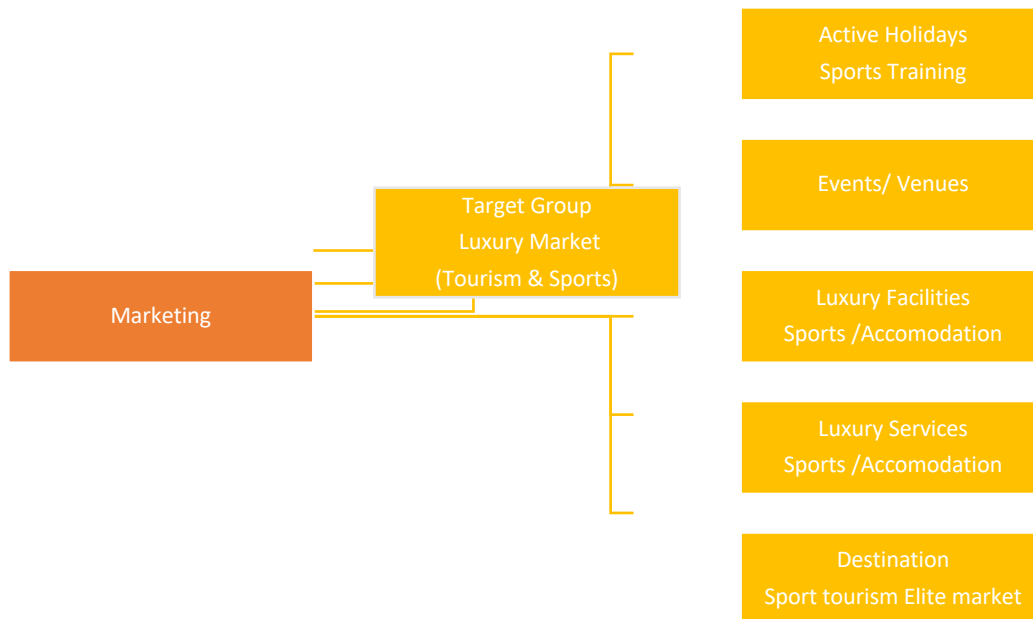 Marketing
Target Group
Luxury Market
(Tourism & Sports)
Active Holidays
Sports Training
Events/ Venues
Luxury Facilities
Sports /Accomodation
Luxury Services
Sports /Accomodation
Destination
Sport tourism Elite market